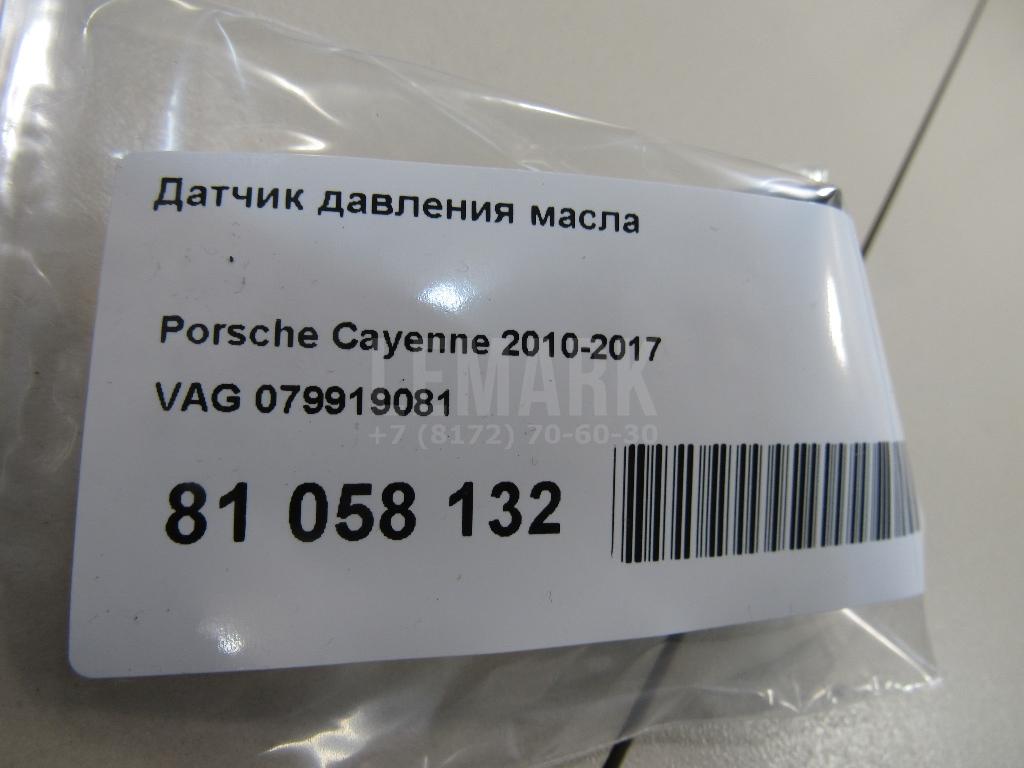 Датчик давления масла
Porsche Cayenne 2010-2017
LEMARK
VAG 079919081
+7 (8172) 70-60-30
81 058 132